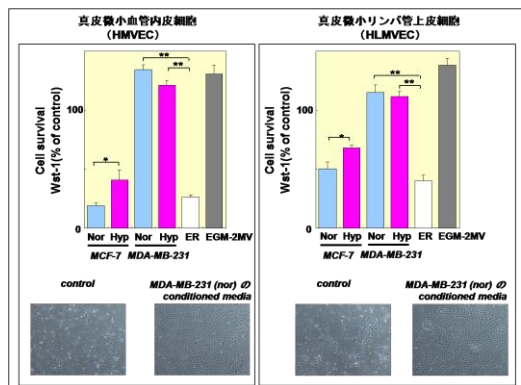 真皮微小血管内皮細胞
（HMVEC）
Cell survival
Wst-1(% of control)
100
0
*
**
**
Nor Hyp Nor Hyp ER EGM-2MV
MCF-7 MDA-MB-231
control
MDA-MB-231 (nor) の
conditioned media
真皮微小リンパ管上皮細胞
（HLMVEC）
Cell survival
Wst-1(% of control)
100
0
*
**
**
Nor Hyp Nor Hyp ER EGM-2MV
MCF-7 MDA-MB-231
control
MDA-MB-231 (nor) の
conditioned media